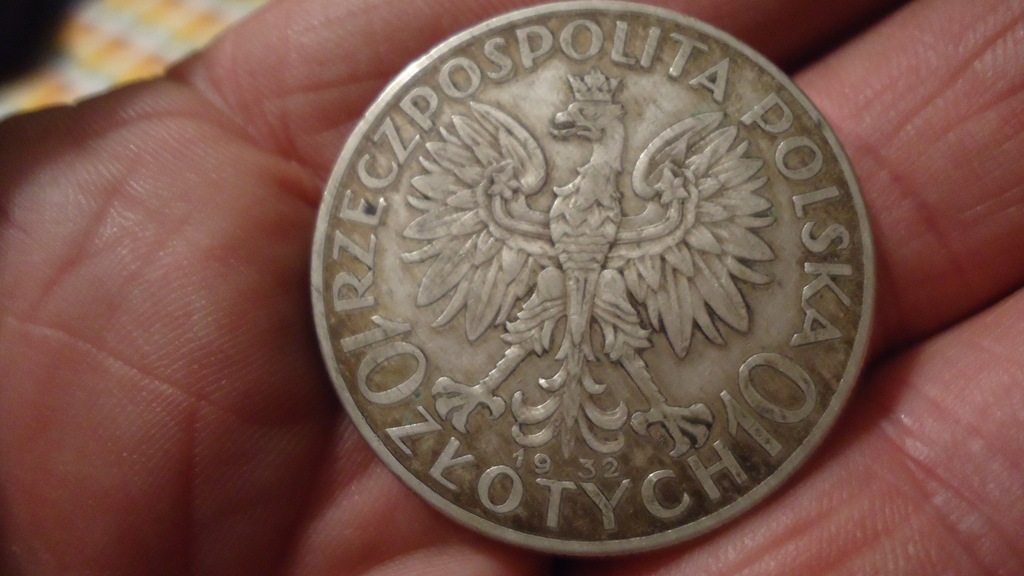 RZECZPOSPOLITA POLSKA
10 ZŁOTYCH 10
1932